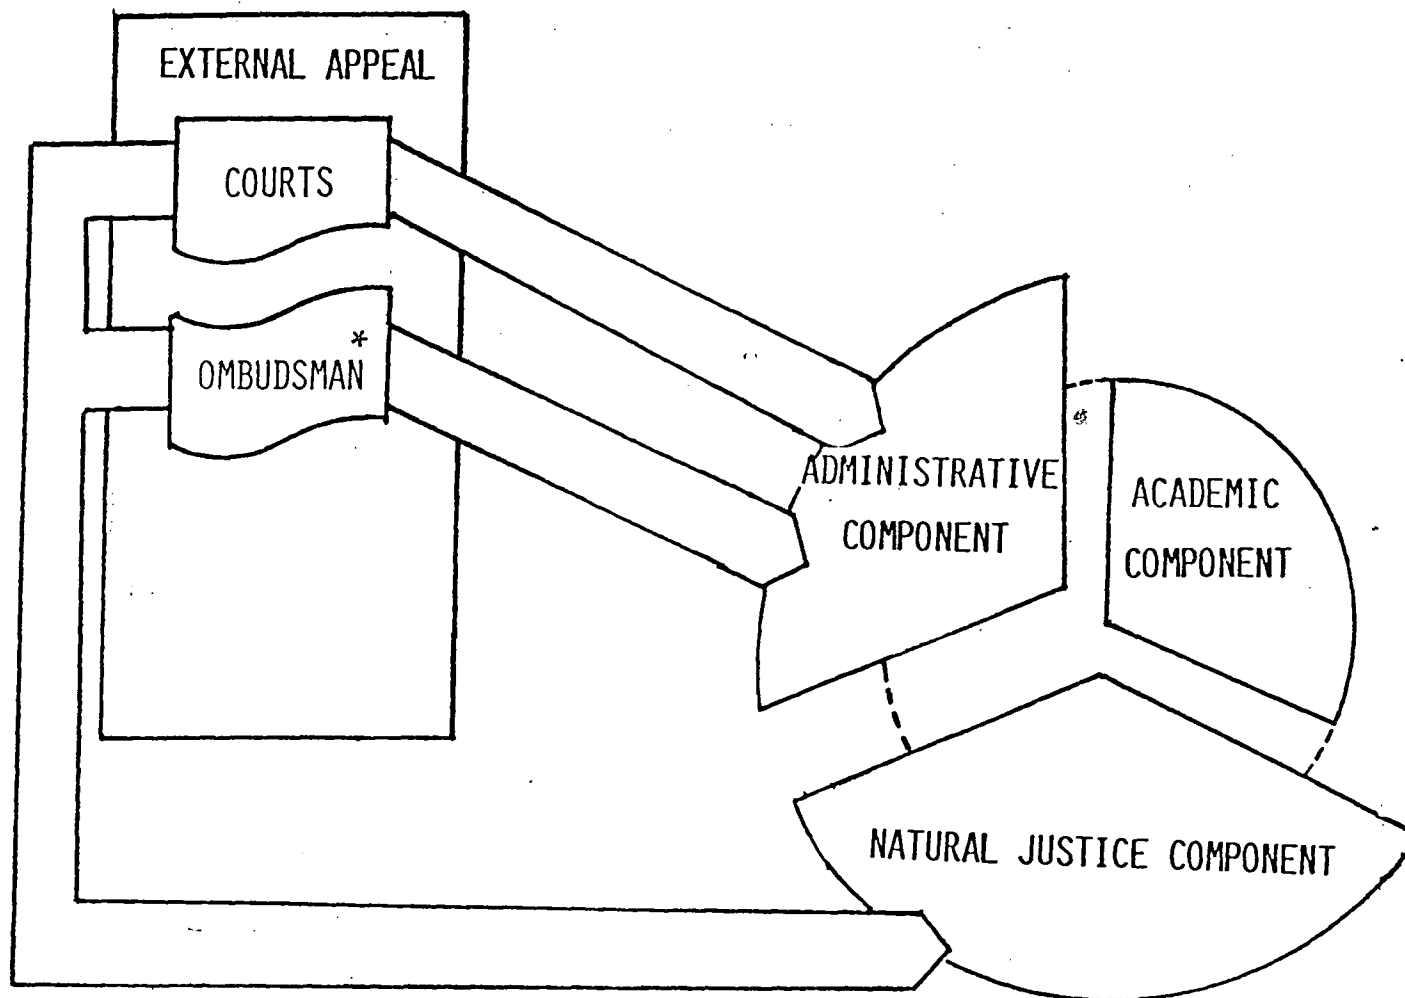 EXTERNAL APPEAL
COURTS
OMBUDSMAN*
ADMINISTRATIVE
COMPONENT
ACADEMIC
COMPONENT
NATURAL JUSTICE COMPONENT